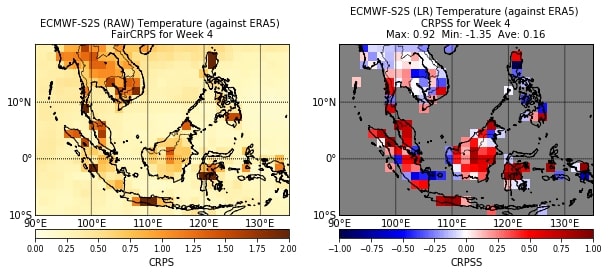 ECMWF-S2S (RAW) Temperature (against ERA5)
FairCRPS for Week 4
10°N
0°
10°S
90°E 100°E 110°E 120°E 130°E
0.00 0.25 0.50 0.75 1.00 1.25 1.50 1.75 2.00
CRPS
ECMWF-S2S (LR) Temperature (against ERA5)
CRPSS for Week 4
Max: 0.92 Min: -1.35 Ave: 0.16
10°N
0°
10°S
90°E 100°E 110°E 120°E 130°E
−1.00 −0.75 −0.50 −0.25 0.00 0.25 0.50 0.75 1.00
CRPSS